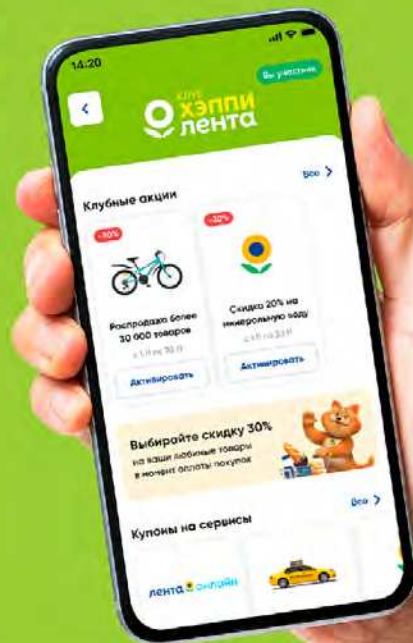 14:20
Вы участник
КЛУБ
ХЭППИ
лента
Клубные акции
Все
-30%
Распродажа более
30 000 товаров
Активировать
Скидка 20% на
минеральную воду
Активировать
Выбирайте скидку 30%
на ваши любимые товары
в момент оплаты покупок
Купоны на сервисы
Все
лента онлайн